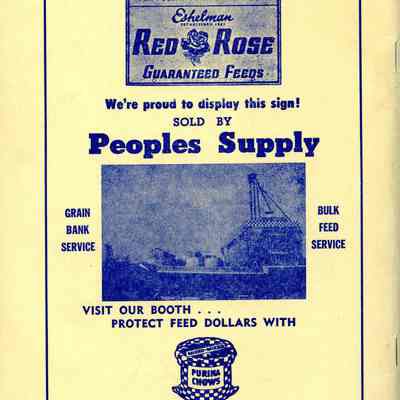 Eshelman
RED ROSE
GUARANTEED FEEDS
We're proud to display this sign!
SOLD BY
Peoples Supply
GRAIN
BANK
SERVICE
BULK
FEED
SERVICE
VISIT OUR BOOTH . . .
PROTECT FEED DOLLARS WITH
PURINA
CHOWS